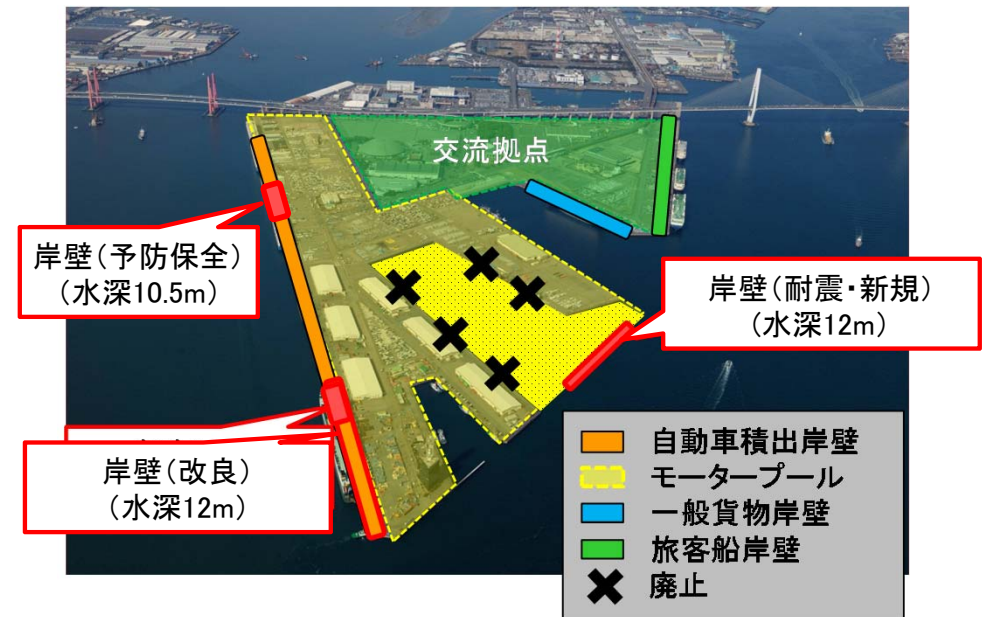 交流拠点
岸壁(予防保全)
(水深10.5m)
岸壁(耐震・新規)
(水深12m)
岸壁(改良)
(水深12m)
自動車積出岸壁
モータープール
一般貨物岸壁
旅客船岸壁
廃止